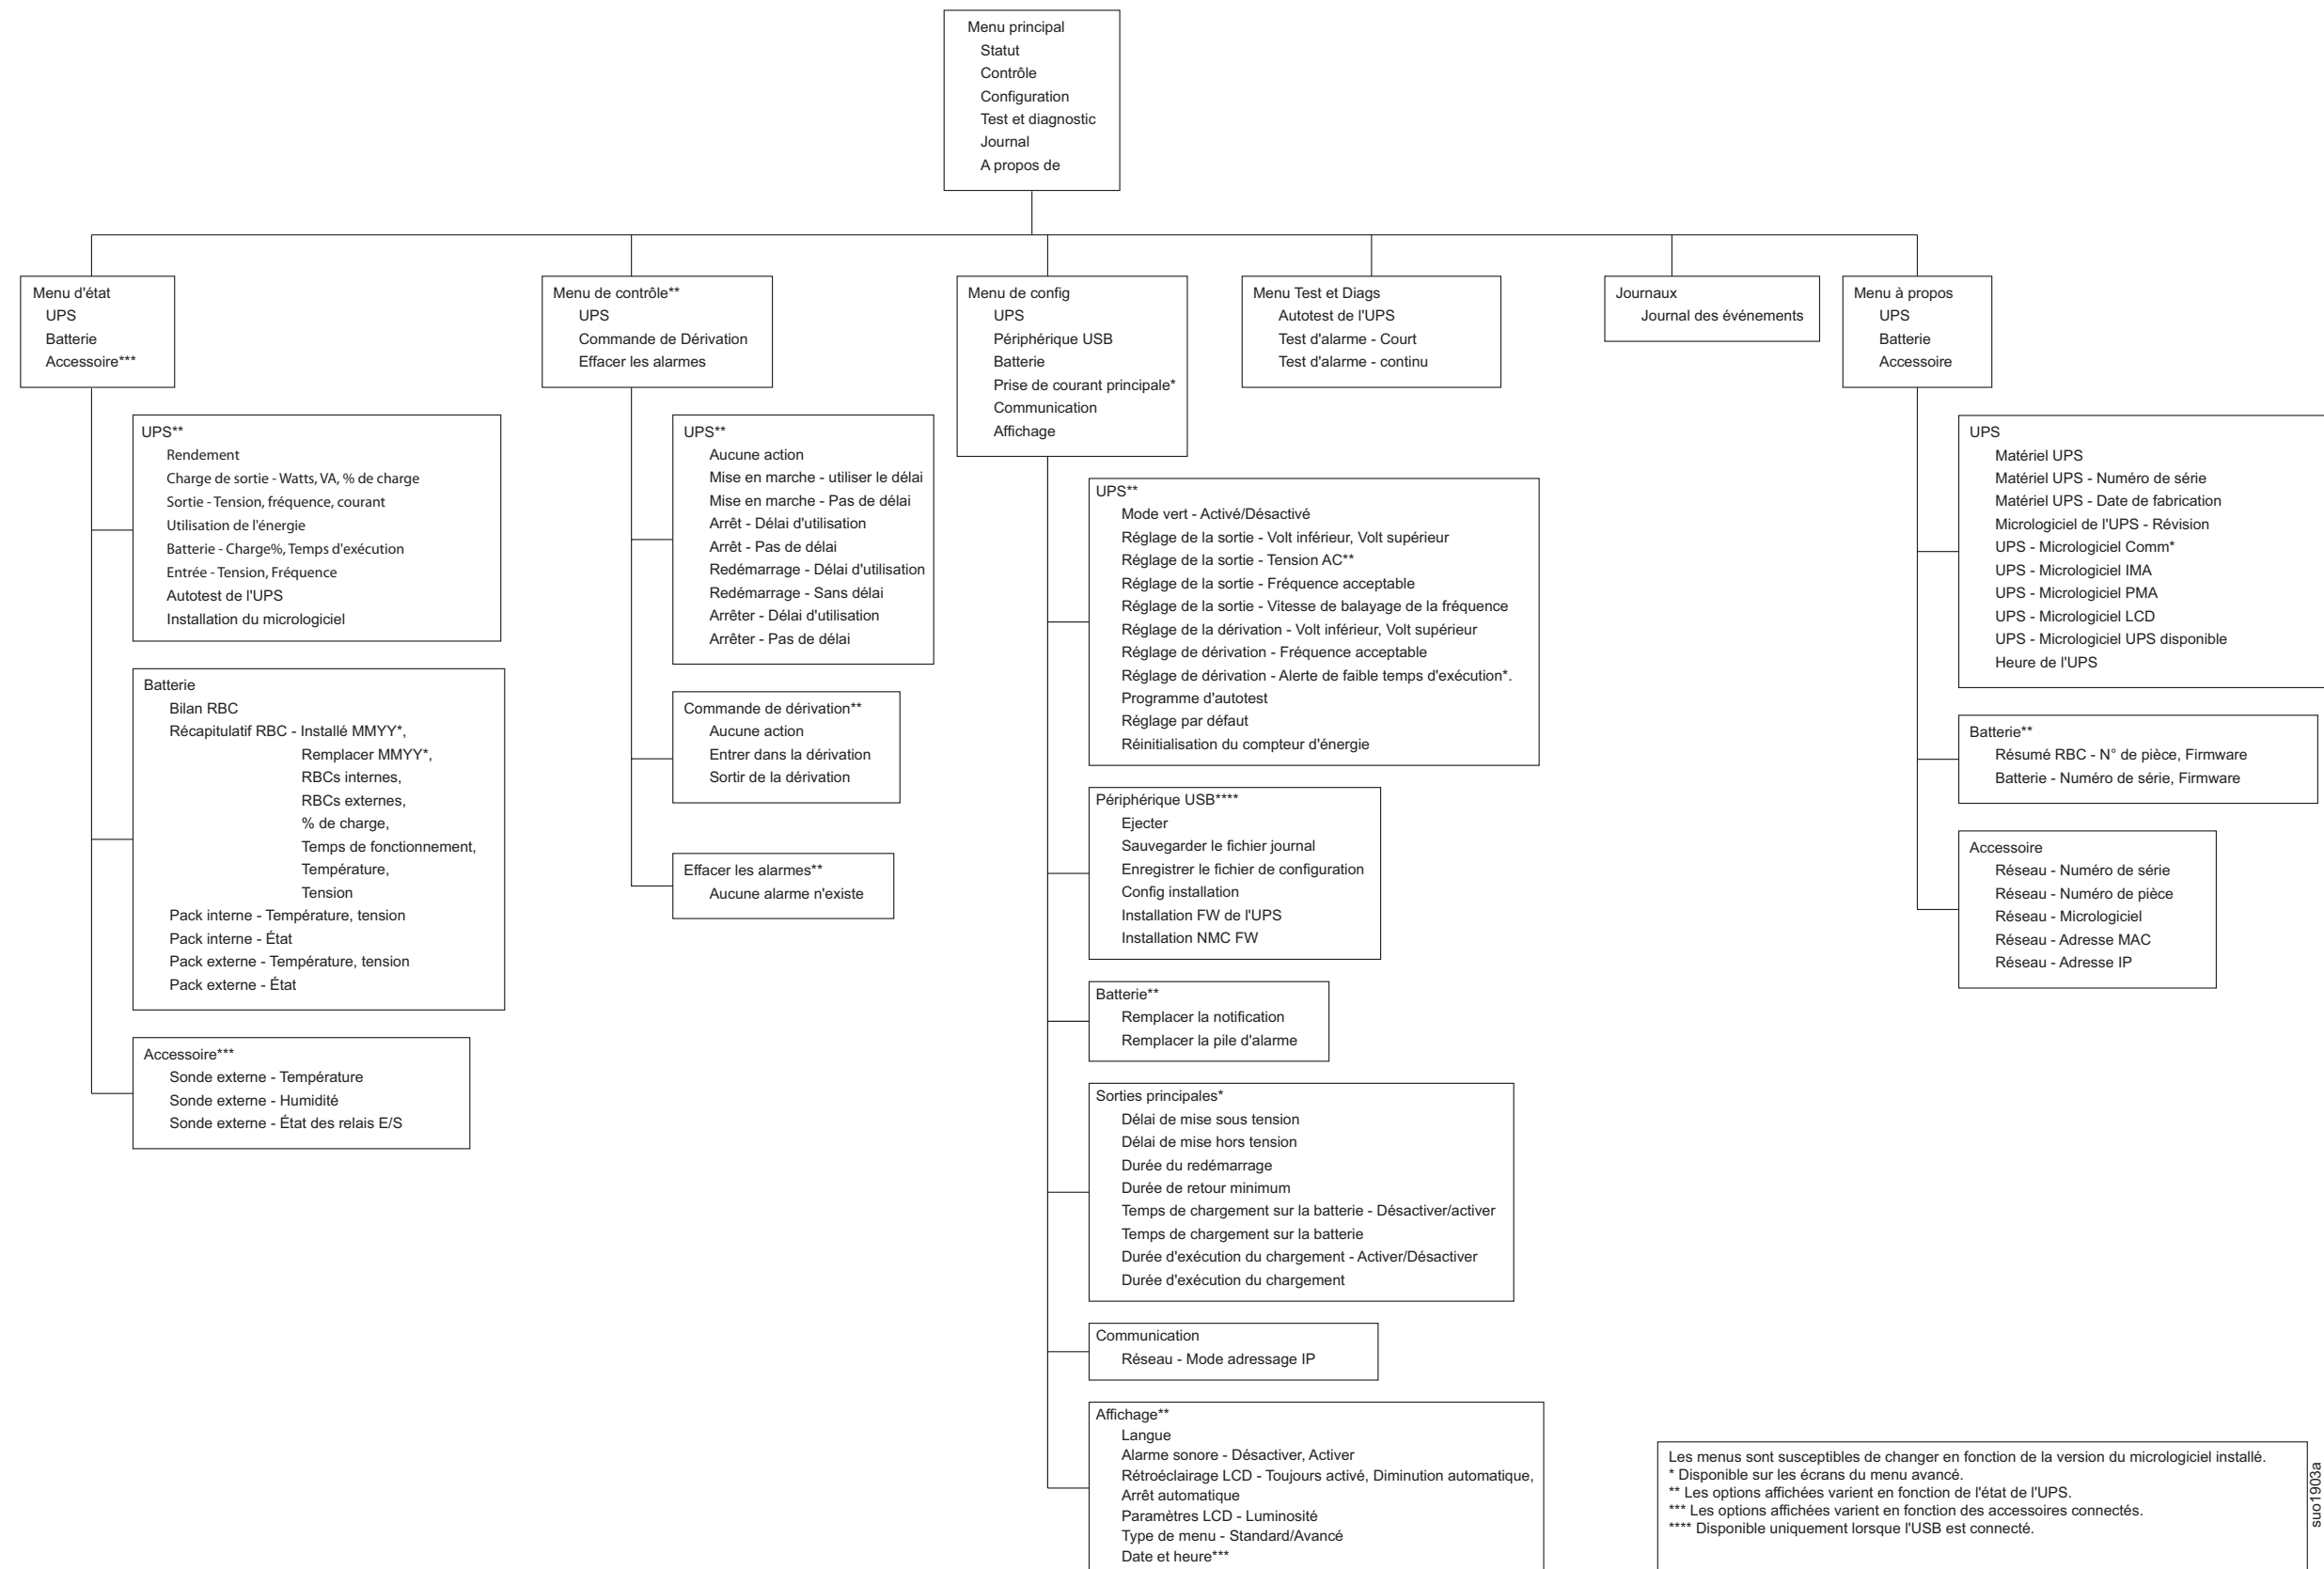 Menu principal
Statut
Contrôle
Configuration
Test et diagnostic
Journal
A propos de
Menu d'état
UPS
Batterie
Accessoire***
UPS**
Rendement
Charge de sortie - Watts, VA, % de charge
Sortie - Tension, fréquence, courant
Utilisation de l'énergie
Batterie - Charge%, Temps d'exécution
Entrée - Tension, Fréquence
Autotest de l'UPS
Installation du micrologiciel
Batterie
Bilan RBC
Récapitulatif RBC - Installé MMYY*,
Remplacer MMYY*,
RBCs internes,
RBCs externes,
% de charge,
Temps de fonctionnement,
Température,
Tension
Pack interne - Température, tension
Pack interne - État
Pack externe - Température, tension
Pack externe - État
Accessoire***
Sonde externe - Température
Sonde externe - Humidité
Sonde externe - État des relais E/S
Menu de contrôle**
UPS
Commande de Dérivation
Effacer les alarmes
UPS**
Aucune action
Mise en marche - utiliser le délai
Mise en marche - Pas de délai
Arrêt - Délai d'utilisation
Arrêt - Pas de délai
Redémarrage - Délai d'utilisation
Redémarrage - Sans délai
Arrêter - Délai d'utilisation
Arrêter - Pas de délai
Commande de dérivation**
Aucune action
Entrer dans la dérivation
Sortir de la dérivation
Effacer les alarmes**
Aucune alarme n'existe
Menu de config
UPS
Périphérique USB
Batterie
Prise de courant principale*
Communication
Affichage
UPS**
Mode vert - Activé/Désactivé
Réglage de la sortie - Volt inférieur, Volt supérieur
Réglage de la sortie - Tension AC**
Réglage de la sortie - Fréquence acceptable
Réglage de la sortie - Vitesse de balayage de la fréquence
Réglage de la dérivation - Volt inférieur, Volt supérieur
Réglage de dérivation - Fréquence acceptable
Réglage de dérivation - Alerte de faible temps d'exécution*.
Programme d'autotest
Réglage par défaut
Réinitialisation du compteur d'énergie
Périphérique USB****
Ejecter
Sauvegarder le fichier journal
Enregistrer le fichier de configuration
Config installation
Installation FW de l'UPS
Installation NMC FW
Batterie**
Remplacer la notification
Remplacer la pile d'alarme
Sorties principales*
Délai de mise sous tension
Délai de mise hors tension
Durée du redémarrage
Durée de retour minimum
Temps de chargement sur la batterie - Désactiver/activer
Temps de chargement sur la batterie
Durée d'exécution du chargement - Activer/Désactiver
Durée d'exécution du chargement
Communication
Réseau - Mode adressage IP
Affichage**
Langue
Alarme sonore - Désactiver, Activer
Rétroéclairage LCD - Toujours activé, Diminution automatique,
Arrêt automatique
Paramètres LCD - Luminosité
Type de menu - Standard/Avancé
Date et heure***
Menu Test et Diags
Autotest de l'UPS
Test d'alarme - Court
Test d'alarme - continu
Journaux
Journal des événements
Menu à propos
UPS
Batterie
Accessoire
UPS
Matériel UPS
Matériel UPS - Numéro de série
Matériel UPS - Date de fabrication
Micrologiciel de l'UPS - Révision
UPS - Micrologiciel Comm*
UPS - Micrologiciel IMA
UPS - Micrologiciel PMA
UPS - Micrologiciel LCD
UPS - Micrologiciel UPS disponible
Heure de l'UPS
Batterie**
Résumé RBC - N° de pièce, Firmware
Batterie - Numéro de série, Firmware
Accessoire
Réseau - Numéro de série
Réseau - Numéro de pièce
Réseau - Micrologiciel
Réseau - Adresse MAC
Réseau - Adresse IP
Les menus sont susceptibles de changer en fonction de la version du micrologiciel installé.
* Disponible sur les écrans du menu avancé.
** Les options affichées varient en fonction de l'état de l'UPS.
*** Les options affichées varient en fonction des accessoires connectés.
**** Disponible uniquement lorsque l'USB est connecté.
suo1903a